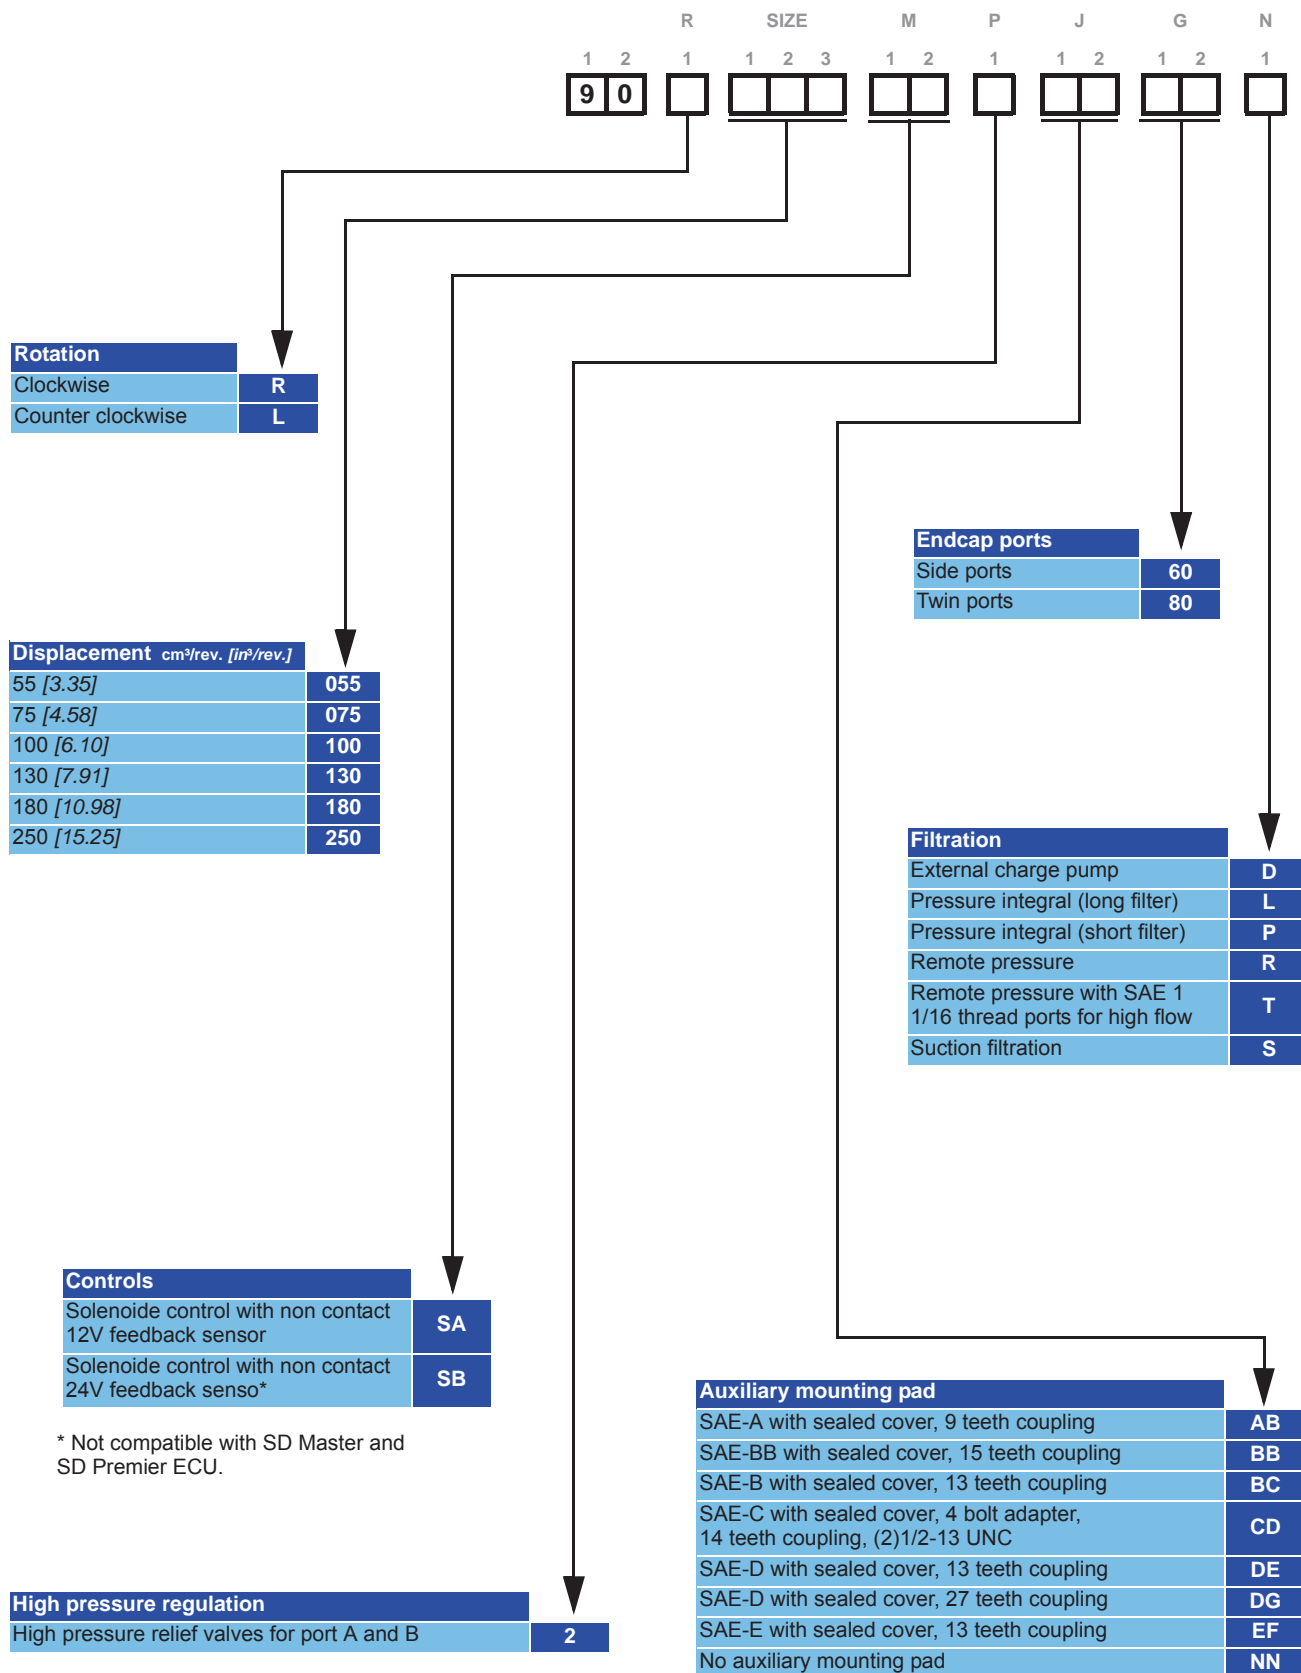 R SIZE M P J G N
1 2 1 1 2 3 1 2 1 1 2 1 2 1
9 0
Rotation
Clockwise R
Counter clockwise L
Endcap ports
Side ports 60
Twin ports 80
Displacement cm³/rev. [in³/rev.]
55 [3.35] 055
75 [4.58] 075
100 [6.10] 100
130 [7.91] 130
180 [10.98] 180
250 [15.25] 250
Filtration
External charge pump D
Pressure integral (long filter) L
Pressure integral (short filter) P
Remote pressure R
Remote pressure with SAE 1
1/16 thread ports for high flow T
Suction filtration S
Controls
Solenoide control with non contact
12V feedback sensor SA
Solenoide control with non contact
24V feedback senso* SB
* Not compatible with SD Master and
SD Premier ECU.
Auxiliary mounting pad
SAE-A with sealed cover, 9 teeth coupling AB
SAE-BB with sealed cover, 15 teeth coupling BB
SAE-B with sealed cover, 13 teeth coupling BC
SAE-C with sealed cover, 4 bolt adapter,
14 teeth coupling, (2)1/2-13 UNC CD
SAE-D with sealed cover, 13 teeth coupling DE
SAE-D with sealed cover, 27 teeth coupling DG
SAE-E with sealed cover, 13 teeth coupling EF
No auxiliary mounting pad NN
High pressure regulation
High pressure relief valves for port A and B 2